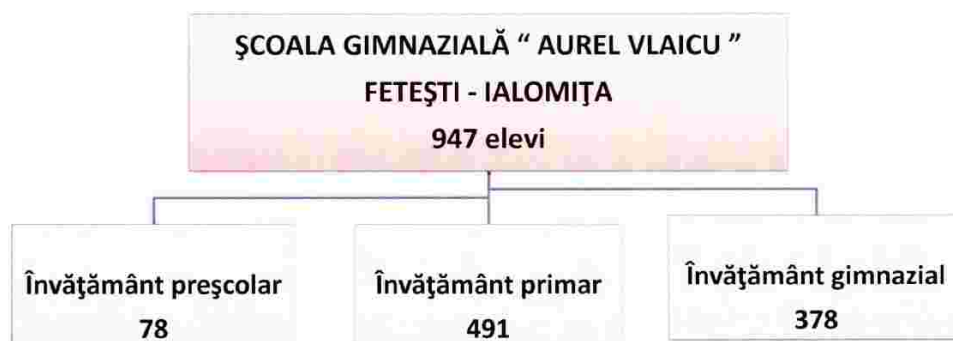 ŞCOALA GIMNAZIALĂ “ AUREL VLAICU ”
FETEŞTI - IALOMIŢA
947 elevi
Învăţământ preşcolar
78
Învăţământ primar
491
Învăţământ gimnazial
378